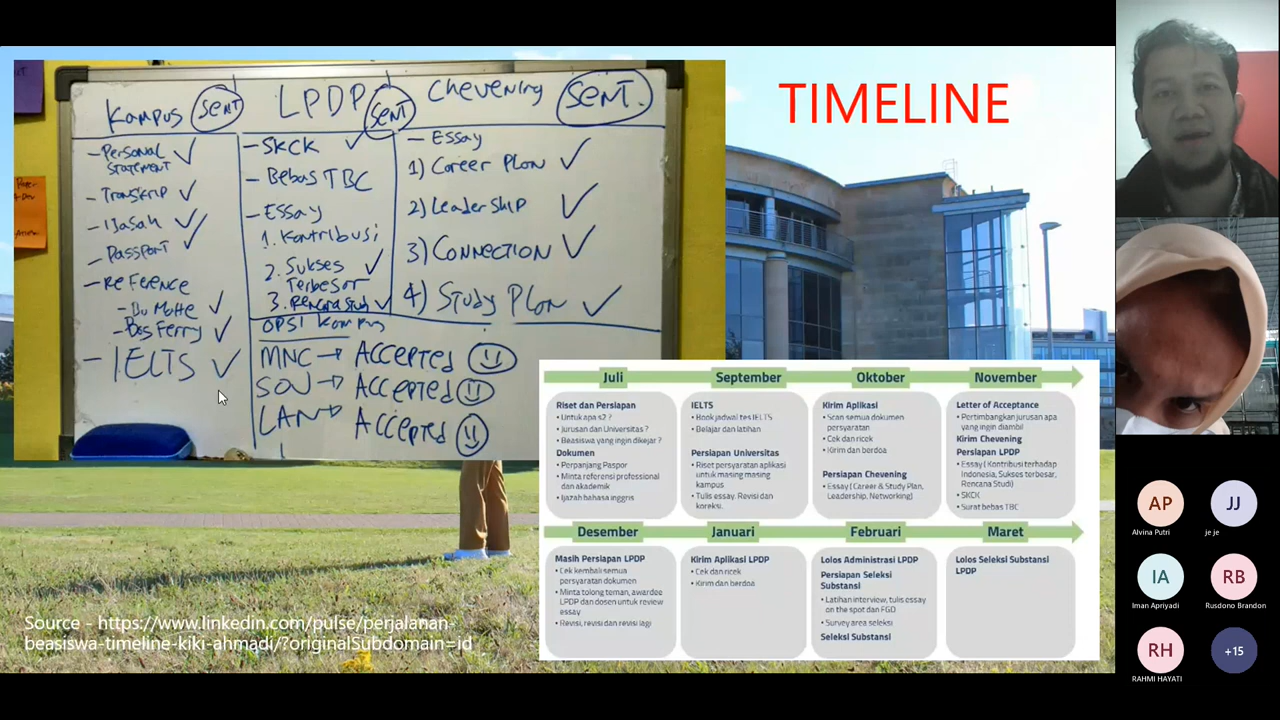 TIMELINE
Kampus SENT
Personal
STATEMENT
Transkrip
Ijasah
Passport
Reference
IELTS
LPDP SENT
SKCK
Bebas TBC
Essay
1. Kontribusi
2. Sukses
Terbesar
3. Rencana Study
Chevening SENT.
Essay
1) Career Plan
2) Leadership
3) Connection
4) Study Plan
OPSI Kampus
MNC → Accepted
SOU → Accepted
LAN → Accepted
Juli
Riset dan Persiapan
• Untuk apa s2 ?
• Jurusan dan Universitas ?
• Beasiswa yang ingin dikejar ?
Dokumen
• Perpanjang Paspor
• Minta referensi professional
dan akademik
• Ijazah bahasa inggris
September
IELTS
• Book jadwal tes IELTS
• Belajar dan latihan
Persiapan Universitas
• Riset persyaratan aplikasi
untuk masing masing
kampus
• Tulis essay. Revisi dan
koreksi.
Oktober
Kirim Aplikasi
• Scan semua dokumen
persyaratan
• Cek dan ricek
• Kirim dan berdoa
Persiapan Chevening
• Essay ( Career & Study Plan,
Leadership, Networking)
November
Letter of Acceptance
• Pertimbangkan jurusan apa
yang ingin diambil
Kirim Chevening
Persiapan LPDP
• Essay ( Kontribusi terhadap
Indonesia, Sukses terbesar,
Rencana Studi)
• SKCK
• Surat bebas TBC
Desember
Masih Persiapan LPDP
• Cek kembali semua
persyaratan dokumen
• Minta tolong teman, awardee
LPDP dan dosen untuk review
essay
• Revisi, revisi dan revisi lagi
Januari
Kirim Aplikasi LPDP
• Cek dan ricek
• Kirim dan berdoa
Februari
Lolos Administrasi LPDP
Persiapan Seleksi
Substansi
• Latihan interview, tulis essay
on the spot dan FGD
• Survey area seleksi
Seleksi Substansi
Maret
Lolos Seleksi Substansi
LPDP
Source - https://www.linkedin.com/pulse/perjalanan-
beasiswa-timeline-kiki-ahmadi/?originalSubdomain=id
AP
Alvina Putri
JJ
je je
IA
Iman Apriyadi
RB
Rusdono Brandon
RH
RAHMI HAYATI
+15